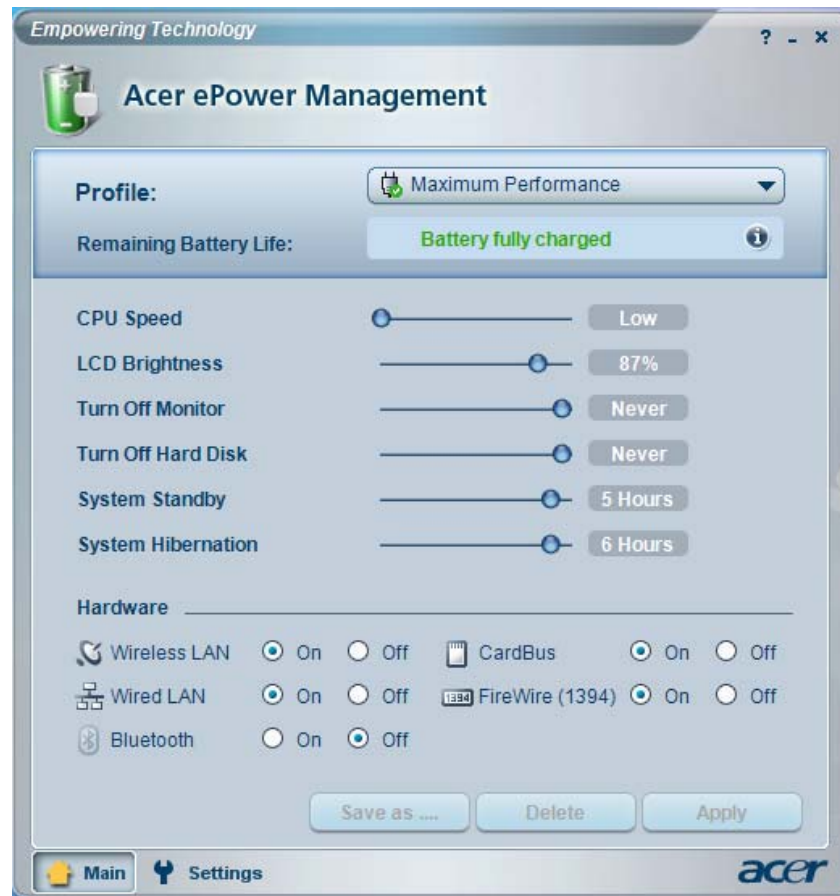 Empowering Technology
? - x
Acer ePower Management
Profile: Maximum Performance
Remaining Battery Life: Battery fully charged i
CPU Speed Low
LCD Brightness 87%
Turn Off Monitor Never
Turn Off Hard Disk Never
System Standby 5 Hours
System Hibernation 6 Hours
Hardware
Wireless LAN On Off CardBus On Off
Wired LAN On Off 1394 FireWire (1394) On Off
Bluetooth On Off
Save as .... Delete Apply
Main Settings acer